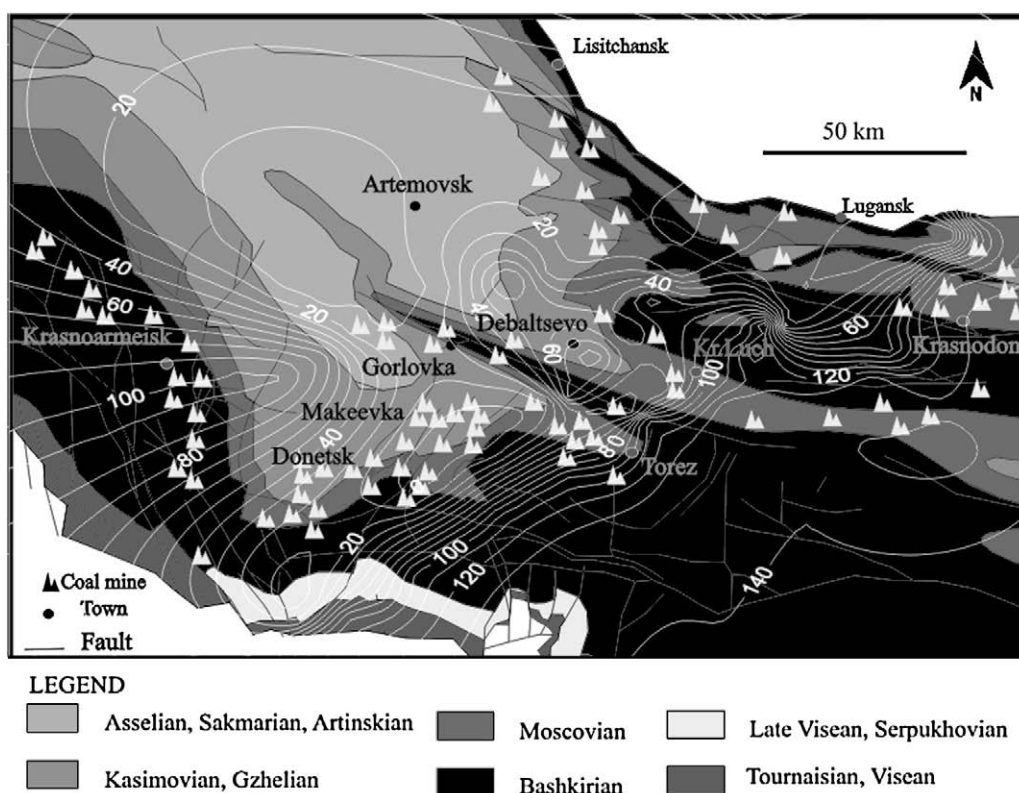 Lisitchansk
N
50 km
20
Artemovsk
Lugansk
20
40
40
60
20
4
Debaltsevo
60
60
Krasnoarmeisk
Gorlovka
Kr.Luch
100
Krasnodon
120
100
Makeevka
40
80
Donetsk
80
Torez
20
100
120
140
Coal mine
Town
Fault
LEGEND
Asselian, Sakmarian, Artinskian
Moscovian
Late Visean, Serpukhovian
Kasimovian, Gzhelian
Bashkirian
Tournaisian, Visean